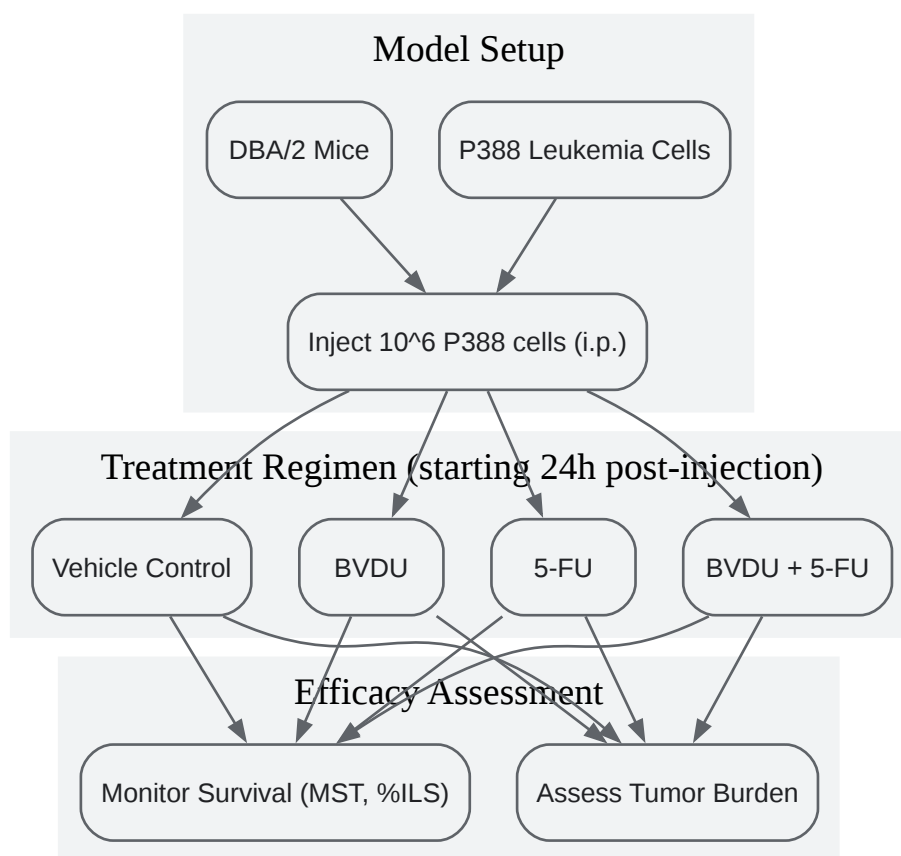 Model Setup
DBA/2 Mice
P388 Leukemia Cells
Inject 10^6 P388 cells (i.p.)
Treatment Regimen (starting 24h post-injection)
Vehicle Control
BVDU
5-FU
BVDU + 5-FU
Efficacy Assessment
Monitor Survival (MST, %ILS)
Assess Tumor Burden